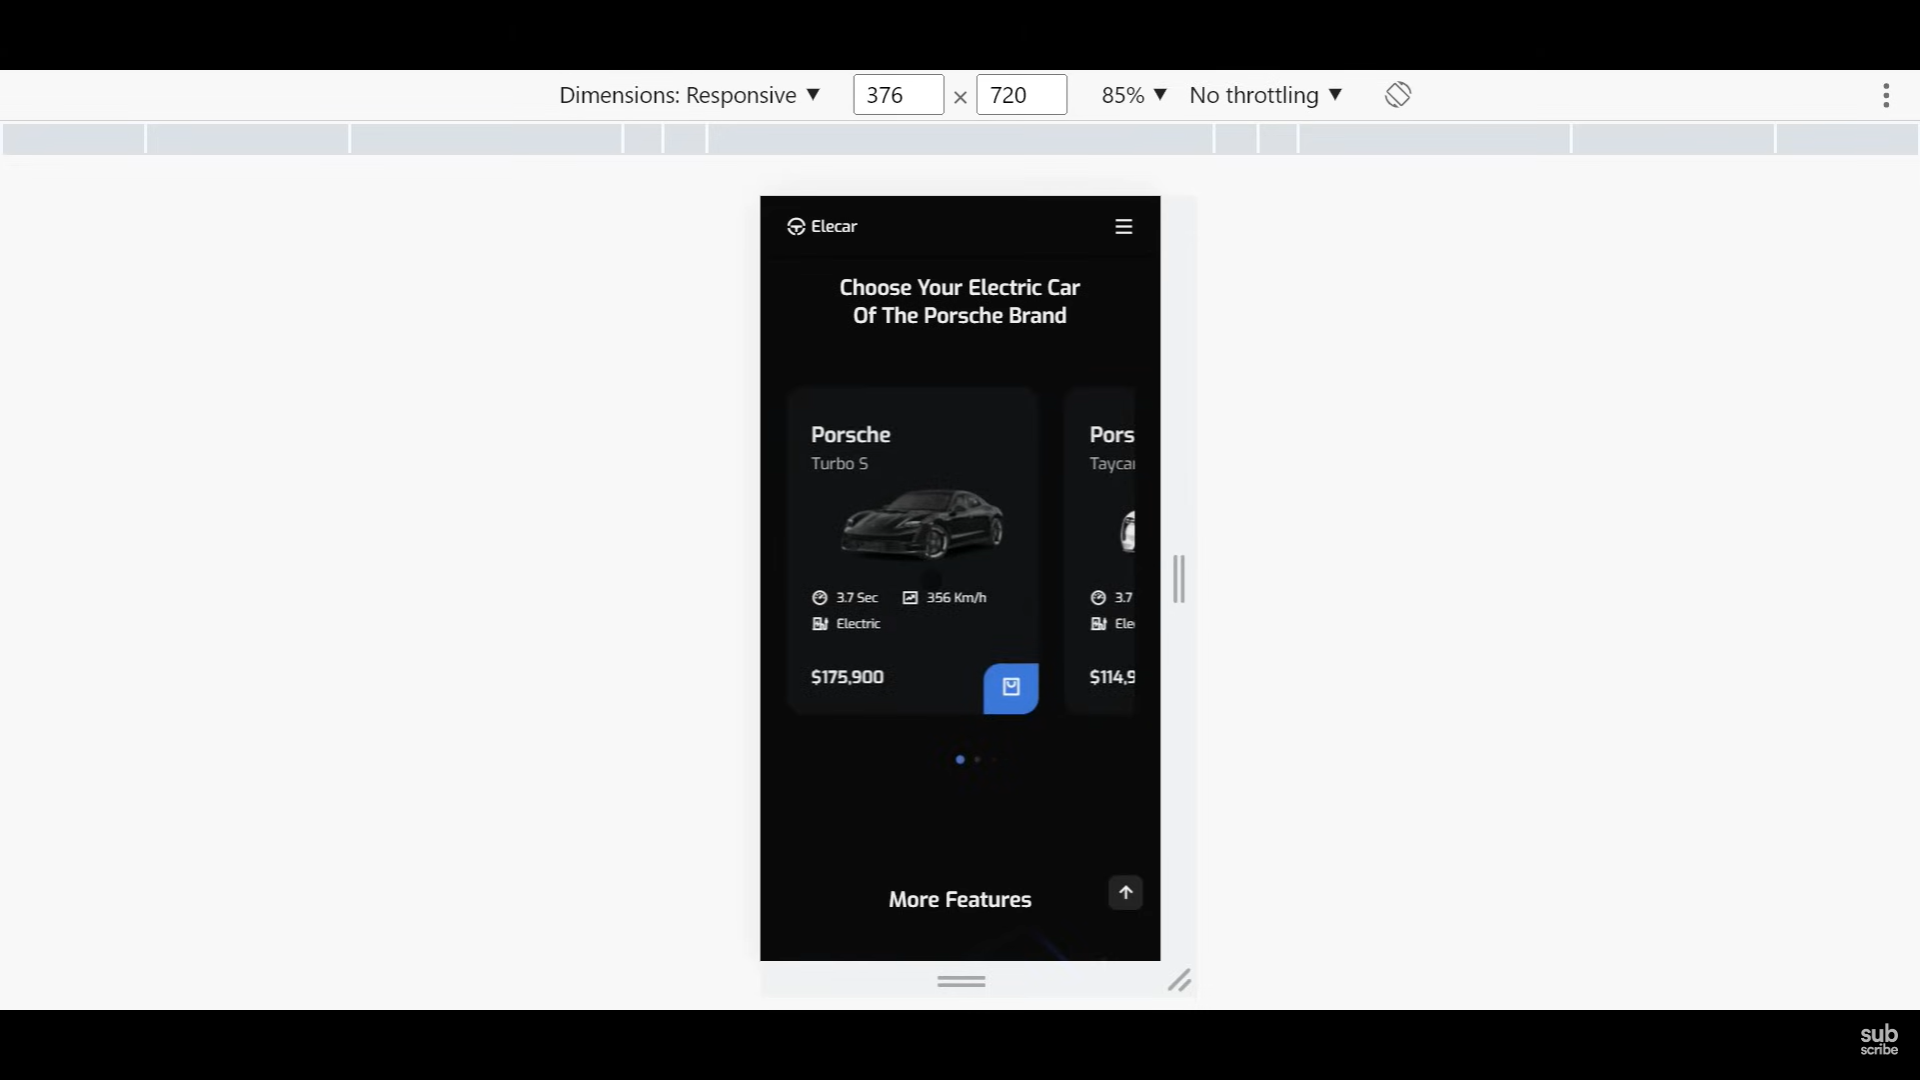 Dimensions: Responsive ▼ 376 × 720 85% ▼ No throttling ▼
Elecar
Choose Your Electric Car
Of The Porsche Brand
Porsche
Turbo S
3.7 Sec 356 Km/h
Electric
$175,900
Pors
Tayca
3.7
Ele
$114,9
More Features
sub
scribe